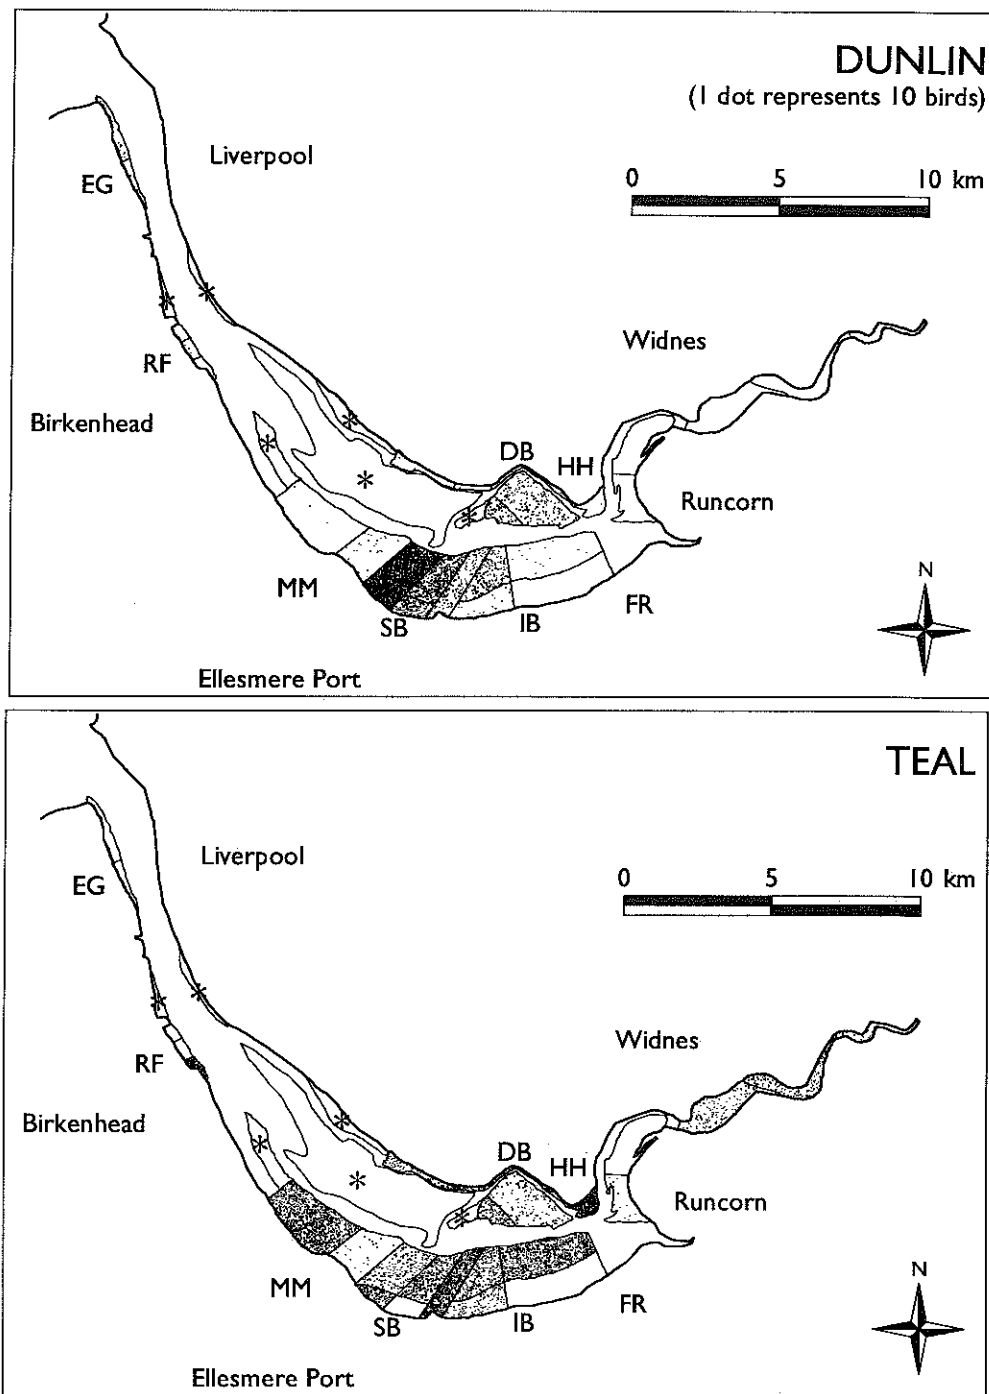 DUNLIN
(1 dot represents 10 birds)
Liverpool
0 5 10 km
EG
*
*
Widnes
RF
Birkenhead
*
*
*
DB
HH
Runcorn
*
MM
N
FR
SB
IB
Ellesmere Port
TEAL
Liverpool
0 5 10 km
EG
*
*
Widnes
RF
Birkenhead
*
*
*
DB
HH
Runcorn
*
MM
N
FR
SB
IB
Ellesmere Port